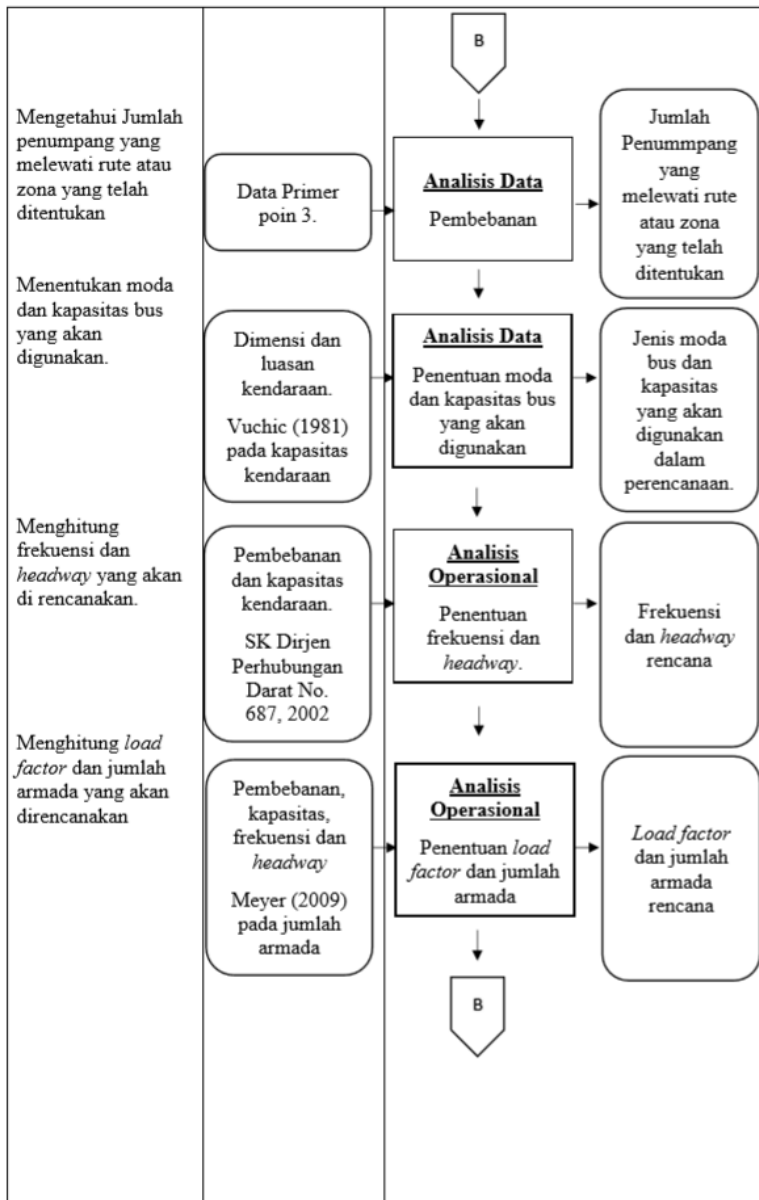 B
Mengetahui Jumlah
penumpang yang
melewati rute atau
zona yang telah
ditentukan
Data Primer
poin 3.
Analisis Data
Pembebanan
Jumlah
Penummpang
yang
melewati rute
atau zona
yang telah
ditentukan
Menentukan moda
dan kapasitas bus
yang akan
digunakan.
Dimensi dan
luasan
kendaraan.
Vuchic (1981)
pada kapasitas
kendaraan
Analisis Data
Penentuan moda
dan kapasitas bus
yang akan
digunakan
Jenis moda
bus dan
kapasitas
yang akan
digunakan
dalam
perencanaan.
Menghitung
frekuensi dan
headway yang akan
di rencanakan.
Pembebanan
dan kapasitas
kendaraan.
SK Dirjen
Perhubungan
Darat No.
687, 2002
Analisis
Operasional
Penentuan
frekuensi dan
headway.
Frekuensi
dan headway
rencana
Menghitung load
factor dan jumlah
armada yang akan
direncanakan
Pembebanan,
kapasitas,
frekuensi dan
headway
Meyer (2009)
pada jumlah
armada
Analisis
Operasional
Penentuan load
factor dan jumlah
armada
Load factor
dan jumlah
armada
rencana
B